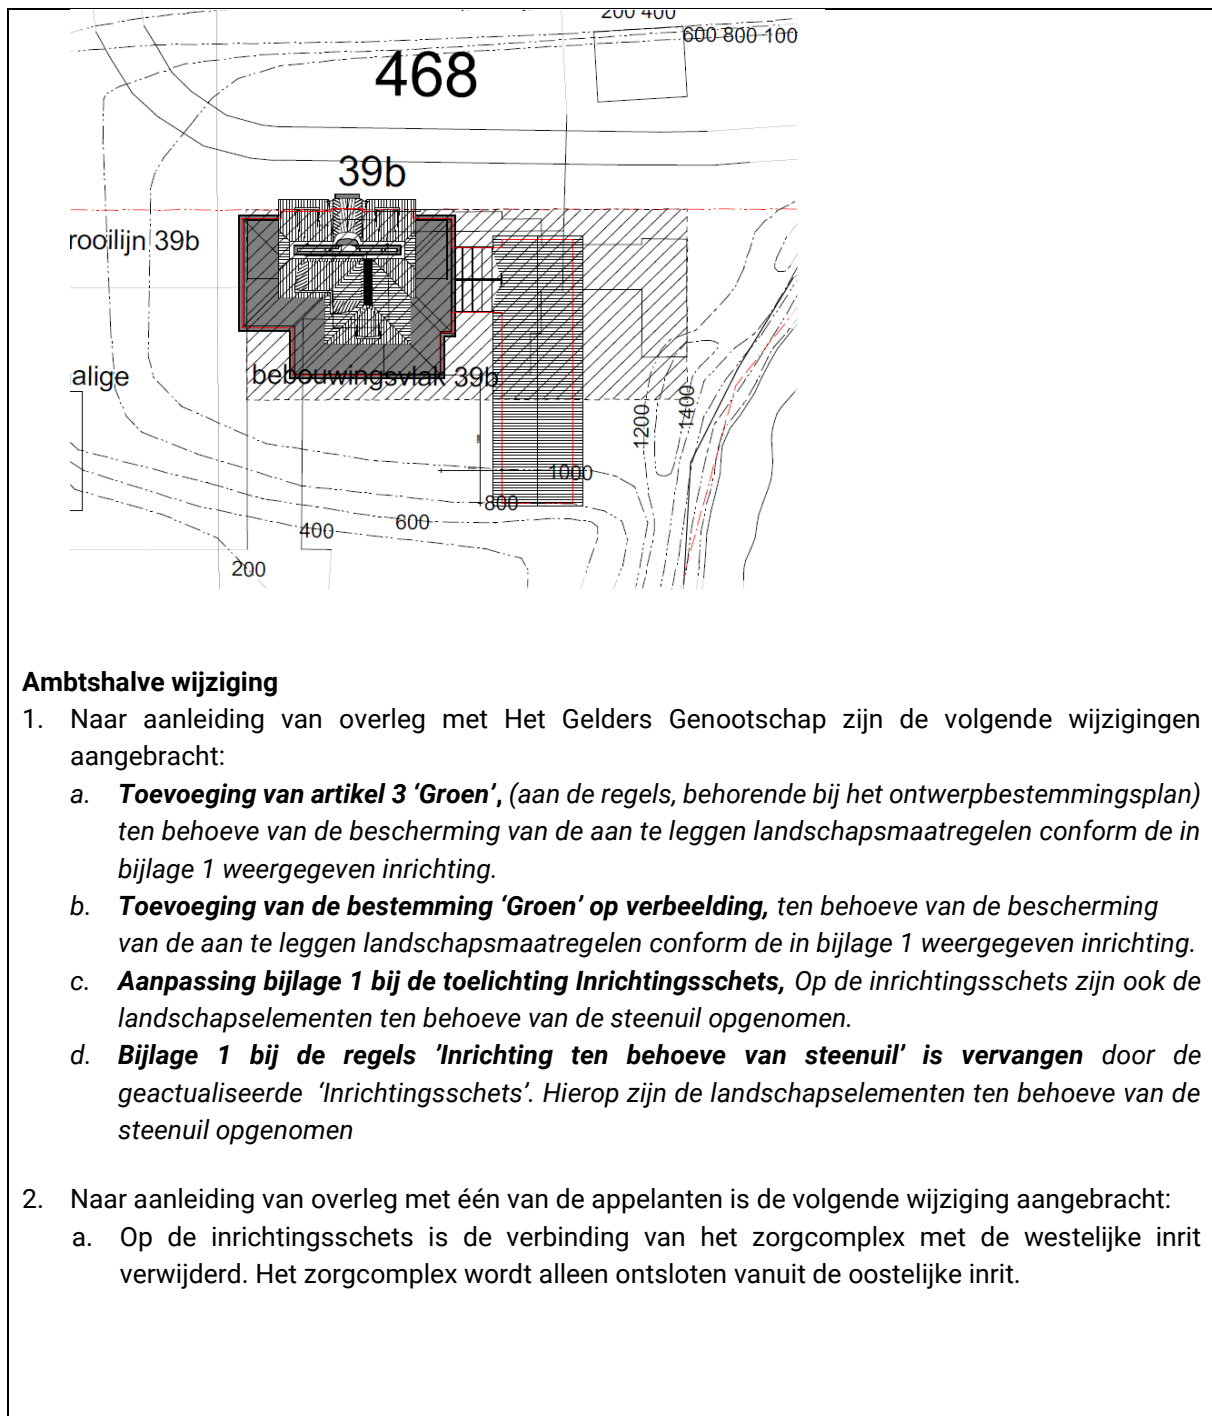 200 400
600 800 100
468
39b
rooilijn 39b
alige
bebouwingsvlak 39b
1200
1400
1000
800
600
400
200
Ambtshalve wijziging
1. Naar aanleiding van overleg met Het Gelders Genootschap zijn de volgende wijzigingen
aangebracht:
a. Toevoeging van artikel 3 ‘Groen’, (aan de regels, behorende bij het ontwerpbestemmingsplan)
ten behoeve van de bescherming van de aan te leggen landschapsmaatregelen conform de in
bijlage 1 weergegeven inrichting.
b. Toevoeging van de bestemming ‘Groen’ op verbeelding, ten behoeve van de bescherming
van de aan te leggen landschapsmaatregelen conform de in bijlage 1 weergegeven inrichting.
c. Aanpassing bijlage 1 bij de toelichting Inrichtingsschets, Op de inrichtingsschets zijn ook de
landschapselementen ten behoeve van de steenuil opgenomen.
d. Bijlage 1 bij de regels ’Inrichting ten behoeve van steenuil’ is vervangen door de
geactualiseerde ‘Inrichtingsschets’. Hierop zijn de landschapselementen ten behoeve van de
steenuil opgenomen
2. Naar aanleiding van overleg met één van de appelanten is de volgende wijziging aangebracht:
a. Op de inrichtingsschets is de verbinding van het zorgcomplex met de westelijke inrit
verwijderd. Het zorgcomplex wordt alleen ontsloten vanuit de oostelijke inrit.